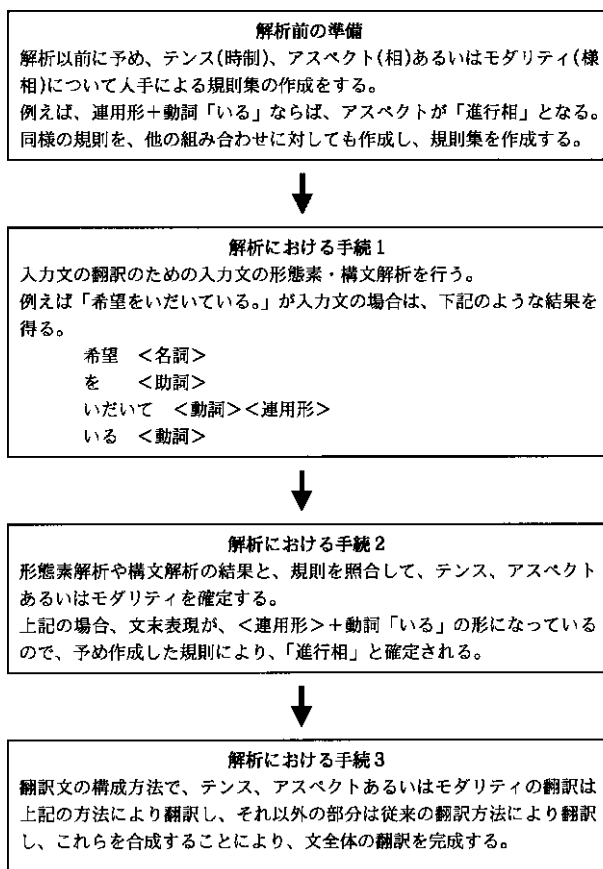 解析前の準備
解析以前に予め、テンス(時制)、アスペクト(相)あるいはモダリティ(様
相)について人手による規則集の作成をする。
例えば、連用形＋動詞「いる」ならば、アスペクトが「進行相」となる。
同様の規則を、他の組み合わせに対しても作成し、規則集を作成する。
解析における手続１
入力文の翻訳のための入力文の形態素・構文解析を行う。
例えば「希望をいだいている。」が入力文の場合は、下記のような結果を
得る。
希望　＜名詞＞
を　　＜助詞＞
いだいて　＜動詞＞＜連用形＞
いる　＜動詞＞
解析における手続２
形態素解析や構文解析の結果と、規則を照合して、テンス、アスペクト
あるいはモダリティを確定する。
上記の場合、文末表現が、＜連用形＞＋動詞「いる」の形になっている
ので、予め作成した規則により、「進行相」と確定される。
解析における手続３
翻訳文の構成方法で、テンス、アスペクトあるいはモダリティの翻訳は
上記の方法により翻訳し、それ以外の部分は従来の翻訳方法により翻訳
し、これらを合成することにより、文全体の翻訳を完成する。